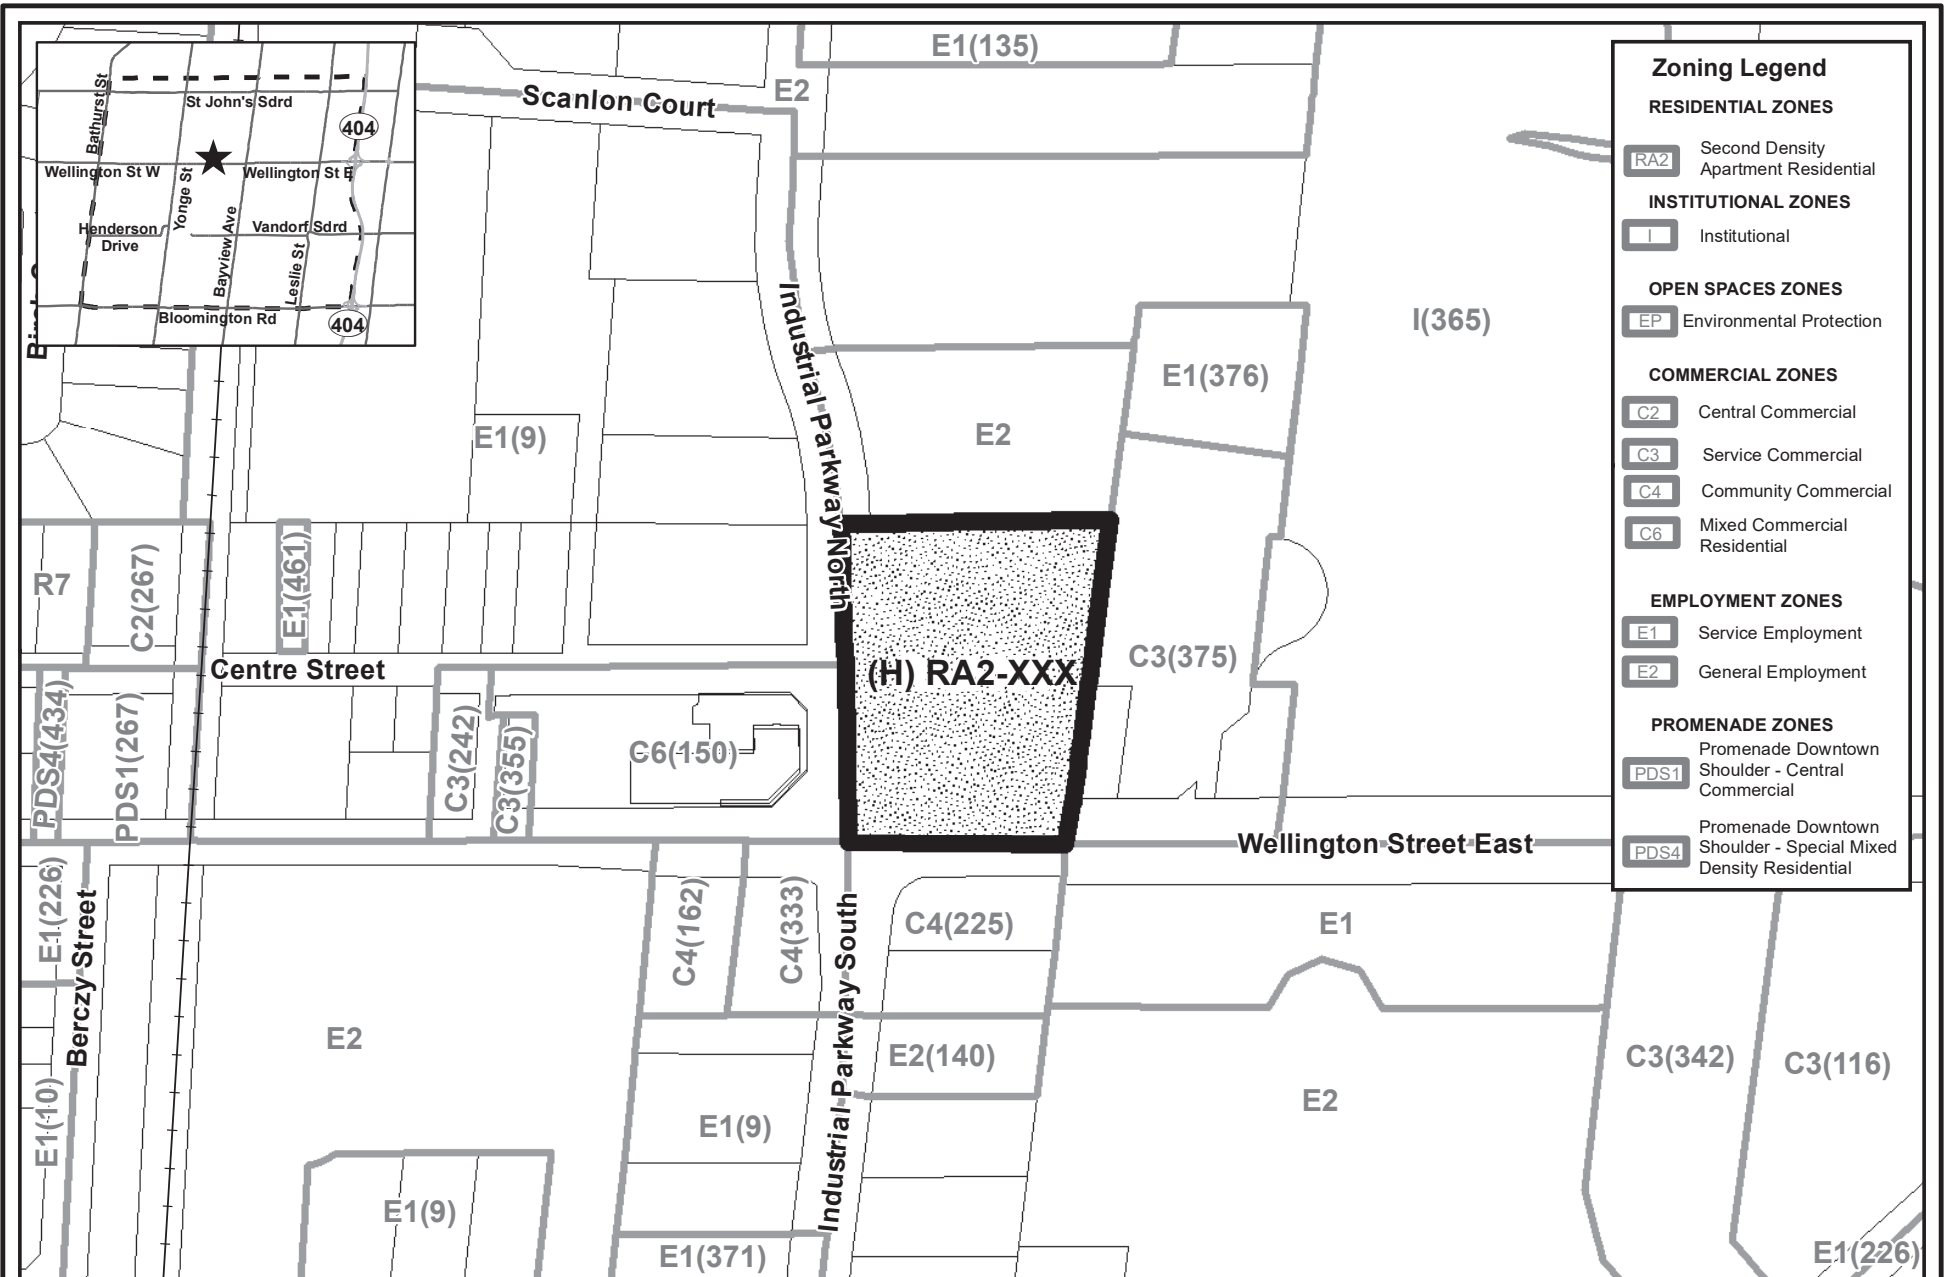 E1(135)
E2
Scanlon Court
Bathurst St
St John's Sdrd
404
Wellington St W
Wellington St E
Yonge St
Henderson
Drive
Vandorf Sdrd
Bayview Ave
Leslie St
Bloomington Rd
404
Industrial Parkway North
I(365)
E1(376)
E1(9)
E2
R7
C2(267)
E1(461)
Centre Street
(H) RA2-XXX
C3(375)
PDS4(434)
PDS1(267)
C3(242)
C3(355)
C6(150)
Wellington Street East
E1(226)
Berczy Street
C4(162)
C4(333)
Industrial Parkway South
C4(225)
E1
E2
E2(140)
C3(342)
C3(116)
E1(10)
E1(9)
E2
E1(9)
E1(371)
E1(226)
Zoning Legend
RESIDENTIAL ZONES
RA2
Second Density
Apartment Residential
INSTITUTIONAL ZONES
I
Institutional
OPEN SPACES ZONES
EP
Environmental Protection
COMMERCIAL ZONES
C2
Central Commercial
C3
Service Commercial
C4
Community Commercial
C6
Mixed Commercial
Residential
EMPLOYMENT ZONES
E1
Service Employment
E2
General Employment
PROMENADE ZONES
PDS1
Promenade Downtown
Shoulder - Central
Commercial
PDS4
Promenade Downtown
Shoulder - Special Mixed
Density Residential